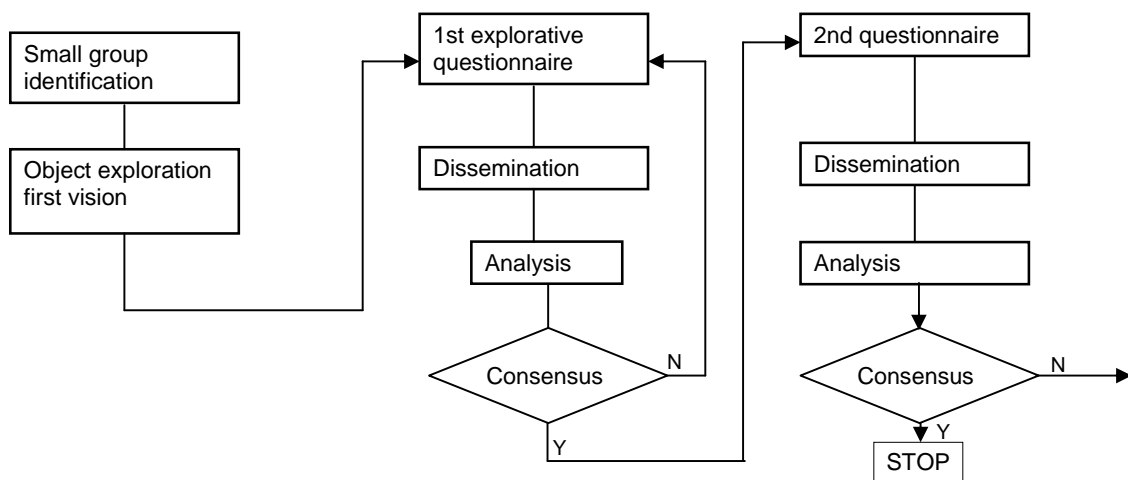 Small group
identification
Object exploration
first vision
1st explorative
questionnaire
Dissemination
Analysis
Consensus
N
Y
2nd questionnaire
Dissemination
Analysis
Consensus
N
Y
STOP